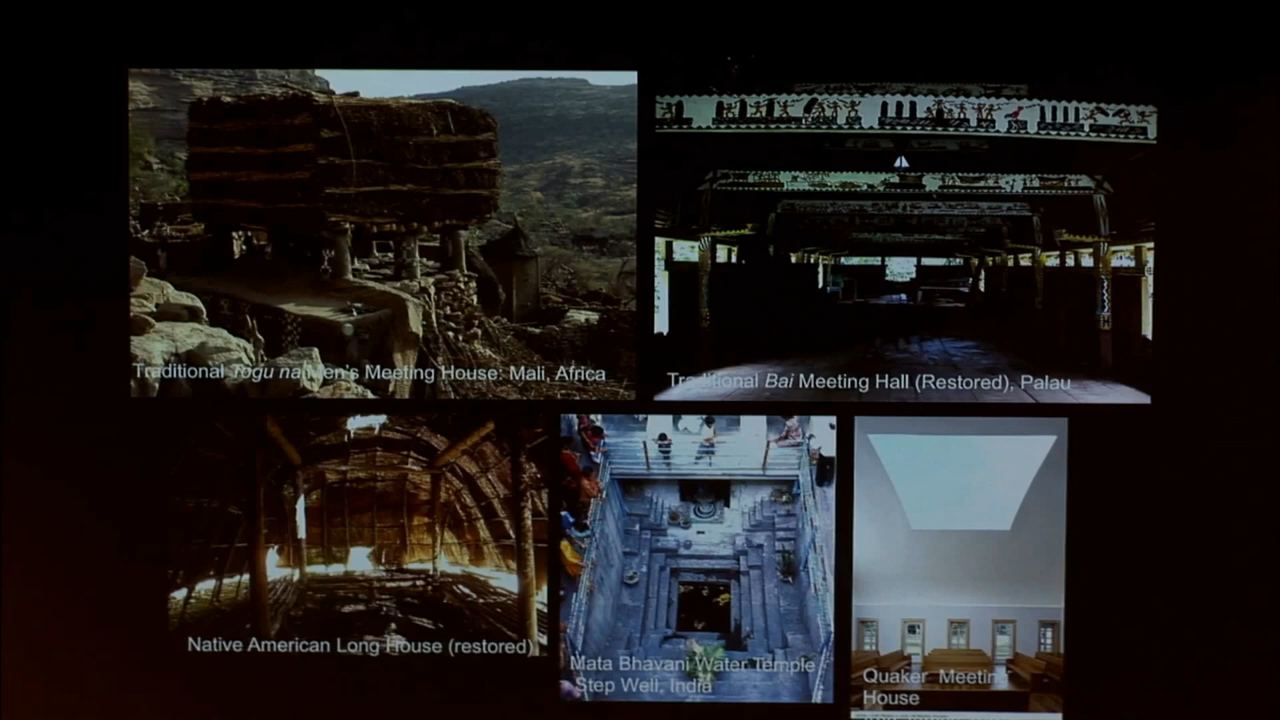 Traditional Togu na Men's Meeting House: Mali, Africa
Traditional Bai Meeting Hall (Restored), Palau
Native American Long House (restored)
Mata Bhavani Water Temple
Step Well, India
Quaker Meeting
House